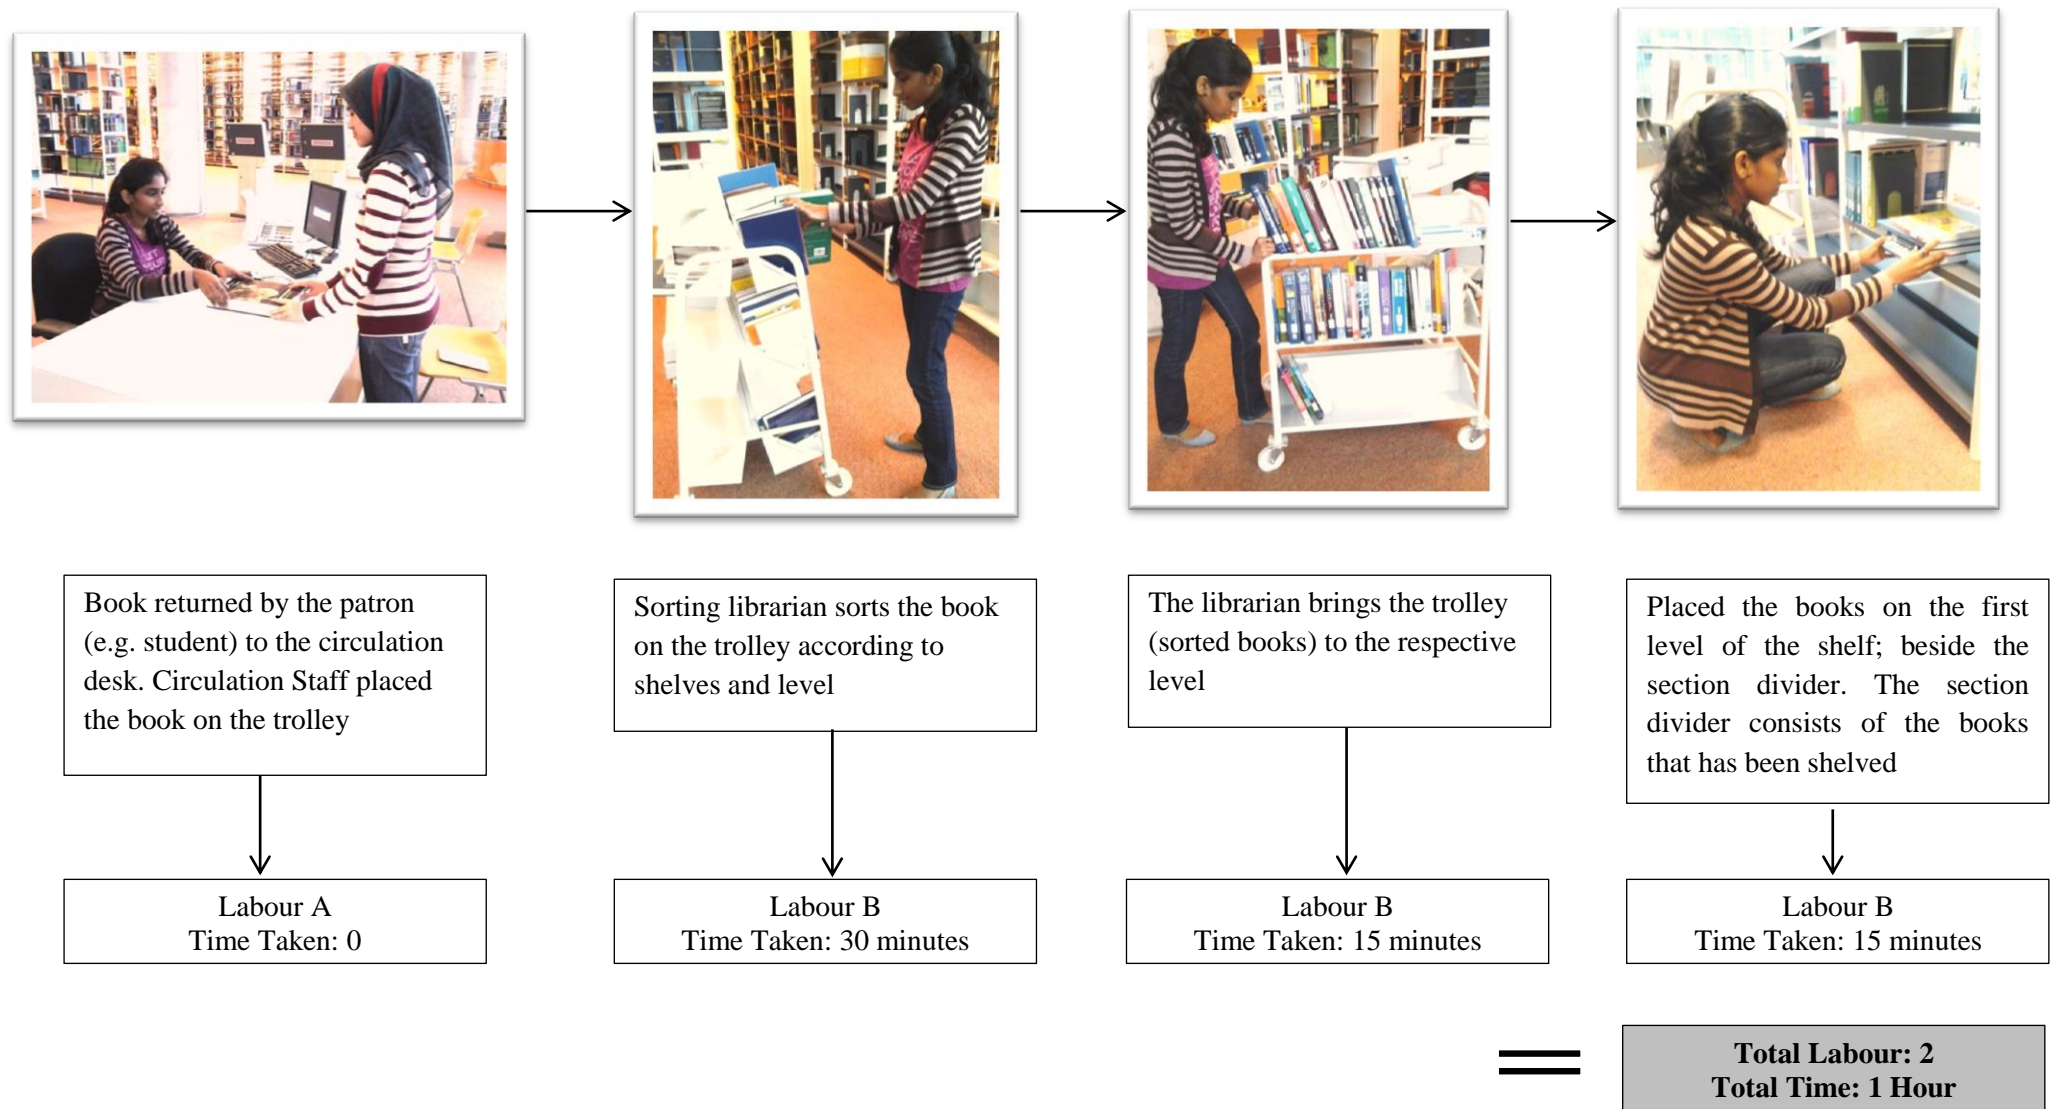 Book returned by the patron
(e.g. student) to the circulation
desk. Circulation Staff placed
the book on the trolley
Sorting librarian sorts the book
on the trolley according to
shelves and level
The librarian brings the trolley
(sorted books) to the respective
level
Placed the books on the first
level of the shelf; beside the
section divider. The section
divider consists of the books
that has been shelved
Labour A
Time Taken: 0
Labour B
Time Taken: 30 minutes
Labour B
Time Taken: 15 minutes
Labour B
Time Taken: 15 minutes
Total Labour: 2
Total Time: 1 Hour